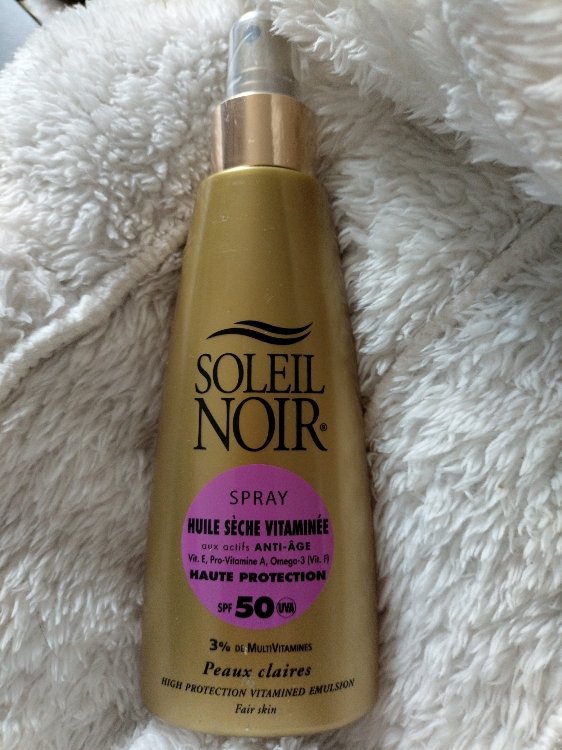 SOLEIL
NOIR®
SPRAY
HUILE SÈCHE VITAMINÉE
aux actifs ANTI-ÂGE
Vit. E, Pro-Vitamine A, Omega-3 (Vit. F)
HAUTE PROTECTION
SPF 50 UVA
3% DE MULTIVITAMINES
Peaux claires
HIGH PROTECTION VITAMINED EMULSION
Fair skin